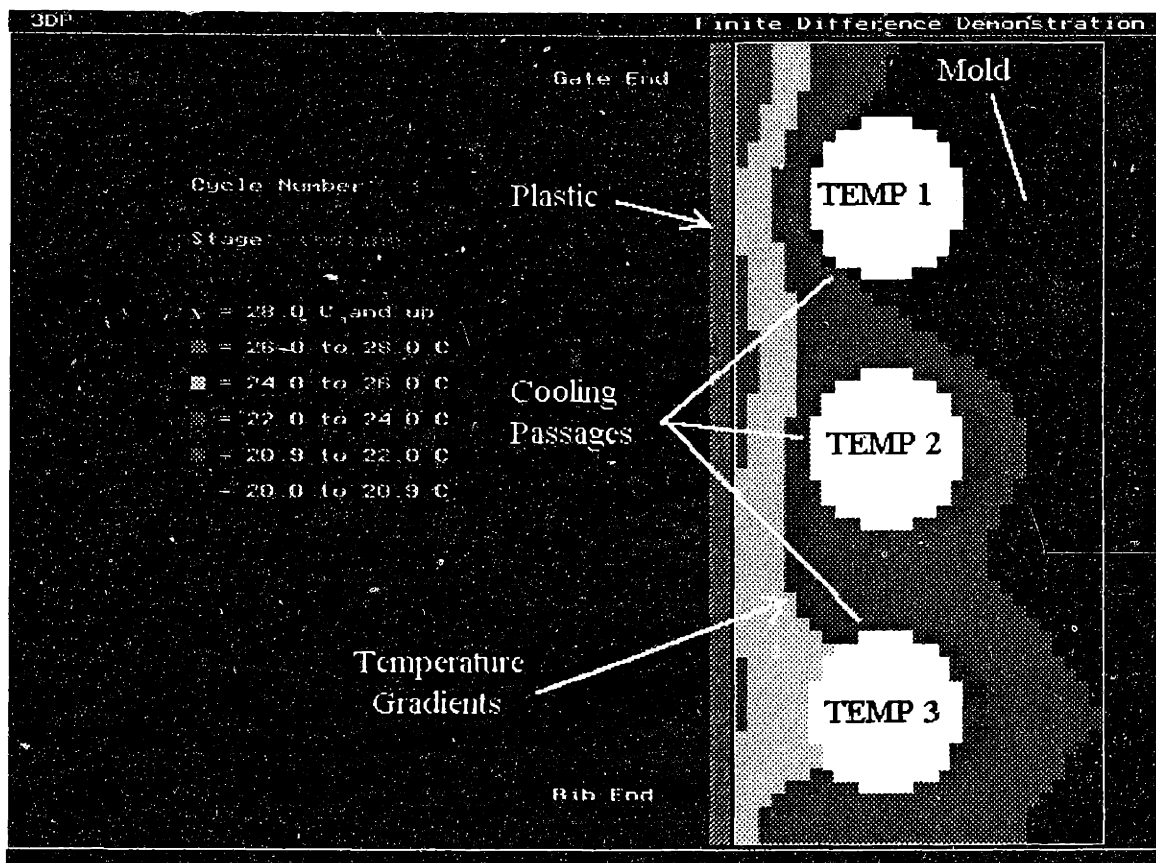 3DP
Finite Difference Demonstration
Gate End
Mold
Cycle Number
Plastic
TEMP 1
Stage
= 28.0 C and up
= 26.0 to 28.0 C
= 24.0 to 26.0 C
= 22.0 to 24.0 C
= 20.9 to 22.0 C
- 20.0 to 20.9 C
Cooling
Passages
TEMP 2
Temperature
Gradients
TEMP 3
Rib End